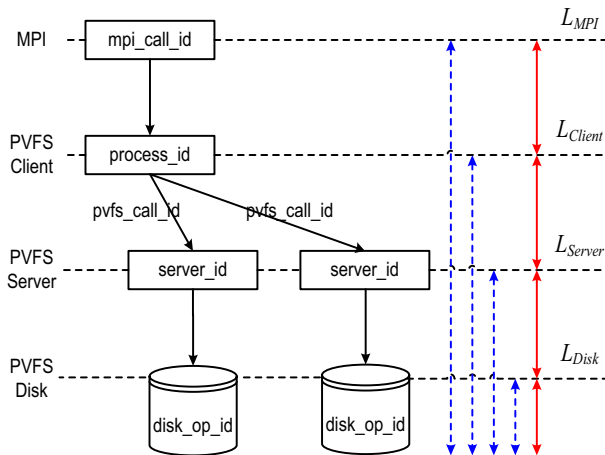 MPI
mpi_call_id
L_MPI
PVFS
Client
process_id
L_Client
pvfs_call_id
pvfs_call_id
PVFS
Server
server_id
server_id
L_Server
PVFS
Disk
disk_op_id
disk_op_id
L_Disk